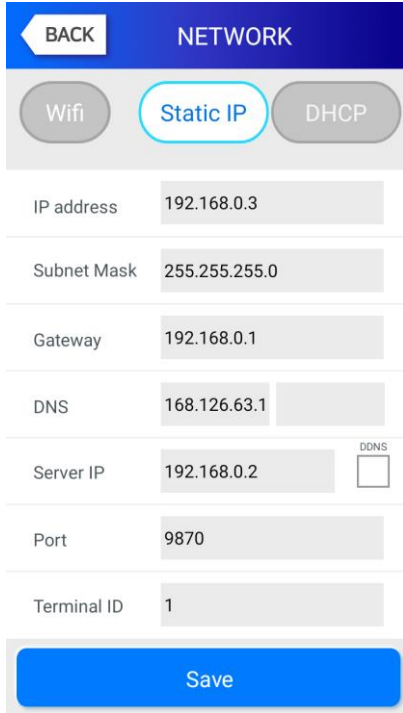 BACK NETWORK
Wifi Static IP DHCP
IP address 192.168.0.3
Subnet Mask 255.255.255.0
Gateway 192.168.0.1
DNS 168.126.63.1
DDNS
Server IP 192.168.0.2
Port 9870
Terminal ID 1
Save